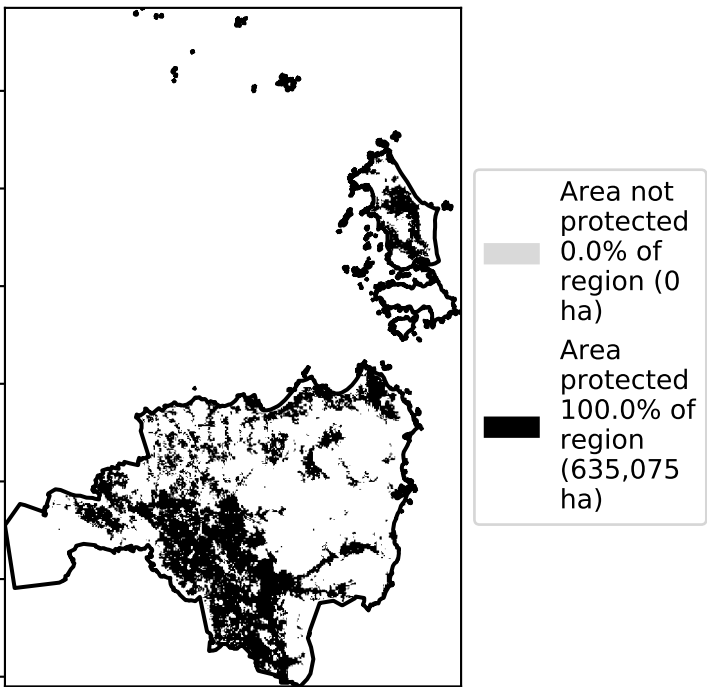 Area not
protected
0.0% of
region (0
ha)
Area
protected
100.0% of
region
(635,075
ha)